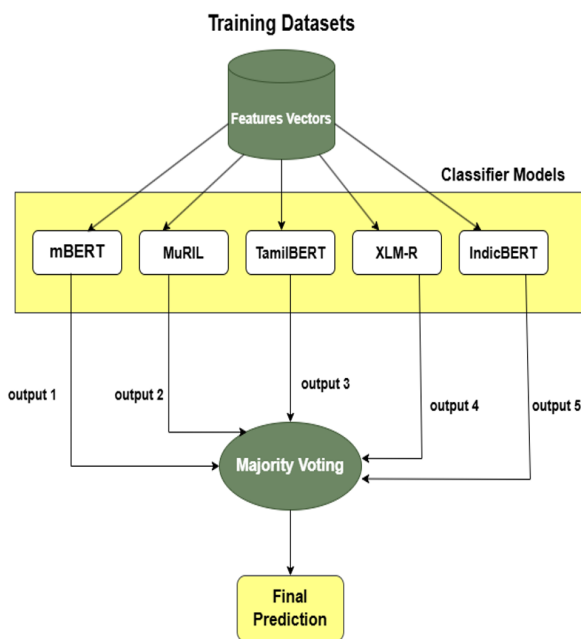 Training Datasets
Features Vectors
Classifier Models
mBERT
MuRIL
TamilBERT
XLM-R
IndicBERT
output 1
output 2
output 3
output 4
output 5
Majority Voting
Final
Prediction